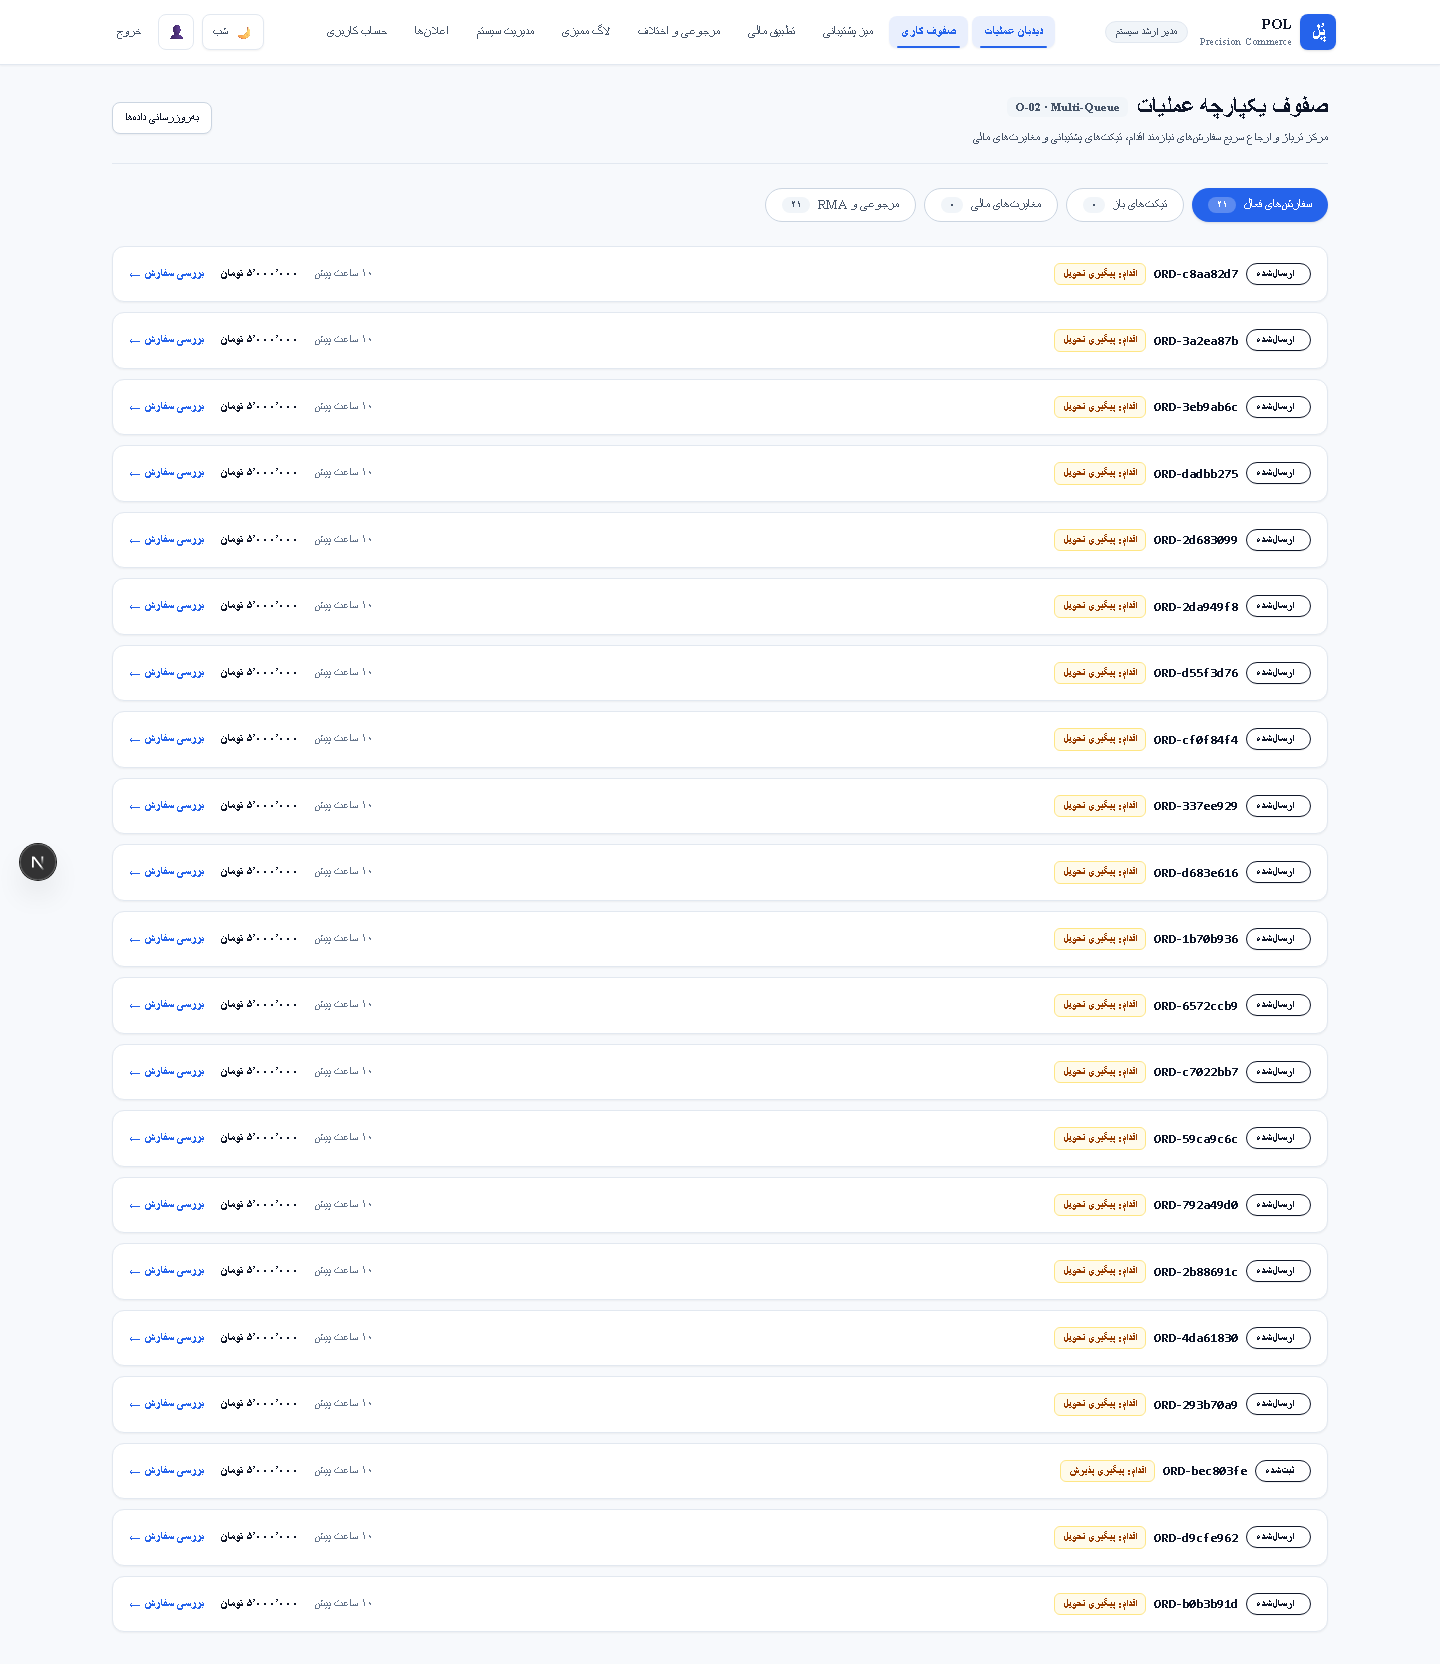 پُل
POL
Precision Commerce
مدیر ارشد سیستم
دیدبان عملیات
صفوف کاری
میز پشتیبانی
تطبیق مالی
مرجوعی و اختلاف
لاگ ممیزی
مدیریت سیستم
اعلان‌ها
حساب کاربری
🌙 شب
خروج
صفوف یکپارچه عملیات O-02 · Multi-Queue
مرکز تریاژ و ارجاع سریع سفارش‌های نیازمند اقدام، تیکت‌های پشتیبانی و مغایرت‌های مالی
به‌روزرسانی داده‌ها
سفارش‌های فعال ۲۱
تیکت‌های باز ۰
مغایرت‌های مالی ۰
مرجوعی و RMA ۲۱
ارسال‌شده ORD-c8aa82d7 اقدام: پیگیری تحویل ۱۰ ساعت پیش ۵٬۰۰۰٬۰۰۰ تومان بررسی سفارش ←
ارسال‌شده ORD-3a2ea87b اقدام: پیگیری تحویل ۱۰ ساعت پیش ۵٬۰۰۰٬۰۰۰ تومان بررسی سفارش ←
ارسال‌شده ORD-3eb9ab6c اقدام: پیگیری تحویل ۱۰ ساعت پیش ۵٬۰۰۰٬۰۰۰ تومان بررسی سفارش ←
ارسال‌شده ORD-dadbb275 اقدام: پیگیری تحویل ۱۰ ساعت پیش ۵٬۰۰۰٬۰۰۰ تومان بررسی سفارش ←
ارسال‌شده ORD-2d683099 اقدام: پیگیری تحویل ۱۰ ساعت پیش ۵٬۰۰۰٬۰۰۰ تومان بررسی سفارش ←
ارسال‌شده ORD-2da949f8 اقدام: پیگیری تحویل ۱۰ ساعت پیش ۵٬۰۰۰٬۰۰۰ تومان بررسی سفارش ←
ارسال‌شده ORD-d55f3d76 اقدام: پیگیری تحویل ۱۰ ساعت پیش ۵٬۰۰۰٬۰۰۰ تومان بررسی سفارش ←
ارسال‌شده ORD-cf0f84f4 اقدام: پیگیری تحویل ۱۰ ساعت پیش ۵٬۰۰۰٬۰۰۰ تومان بررسی سفارش ←
ارسال‌شده ORD-337ee929 اقدام: پیگیری تحویل ۱۰ ساعت پیش ۵٬۰۰۰٬۰۰۰ تومان بررسی سفارش ←
ارسال‌شده ORD-d683e616 اقدام: پیگیری تحویل ۱۰ ساعت پیش ۵٬۰۰۰٬۰۰۰ تومان بررسی سفارش ←
ارسال‌شده ORD-1b70b936 اقدام: پیگیری تحویل ۱۰ ساعت پیش ۵٬۰۰۰٬۰۰۰ تومان بررسی سفارش ←
ارسال‌شده ORD-6572ccb9 اقدام: پیگیری تحویل ۱۰ ساعت پیش ۵٬۰۰۰٬۰۰۰ تومان بررسی سفارش ←
ارسال‌شده ORD-c7022bb7 اقدام: پیگیری تحویل ۱۰ ساعت پیش ۵٬۰۰۰٬۰۰۰ تومان بررسی سفارش ←
ارسال‌شده ORD-59ca9c6c اقدام: پیگیری تحویل ۱۰ ساعت پیش ۵٬۰۰۰٬۰۰۰ تومان بررسی سفارش ←
ارسال‌شده ORD-792a49d0 اقدام: پیگیری تحویل ۱۰ ساعت پیش ۵٬۰۰۰٬۰۰۰ تومان بررسی سفارش ←
ارسال‌شده ORD-2b88691c اقدام: پیگیری تحویل ۱۰ ساعت پیش ۵٬۰۰۰٬۰۰۰ تومان بررسی سفارش ←
ارسال‌شده ORD-4da61830 اقدام: پیگیری تحویل ۱۰ ساعت پیش ۵٬۰۰۰٬۰۰۰ تومان بررسی سفارش ←
ارسال‌شده ORD-293b70a9 اقدام: پیگیری تحویل ۱۰ ساعت پیش ۵٬۰۰۰٬۰۰۰ تومان بررسی سفارش ←
ثبت‌شده ORD-bec803fe اقدام: پیگیری پذیرش ۱۰ ساعت پیش ۵٬۰۰۰٬۰۰۰ تومان بررسی سفارش ←
ارسال‌شده ORD-d9cfe962 اقدام: پیگیری تحویل ۱۰ ساعت پیش ۵٬۰۰۰٬۰۰۰ تومان بررسی سفارش ←
ارسال‌شده ORD-b0b3b91d اقدام: پیگیری تحویل ۱۰ ساعت پیش ۵٬۰۰۰٬۰۰۰ تومان بررسی سفارش ←
N